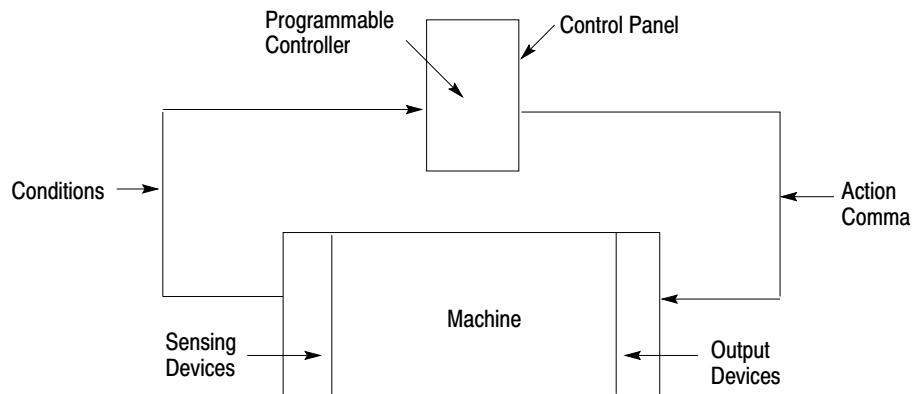 Programmable
Controller
Control Panel
Conditions
Action
Comma
Machine
Sensing
Devices
Output
Devices